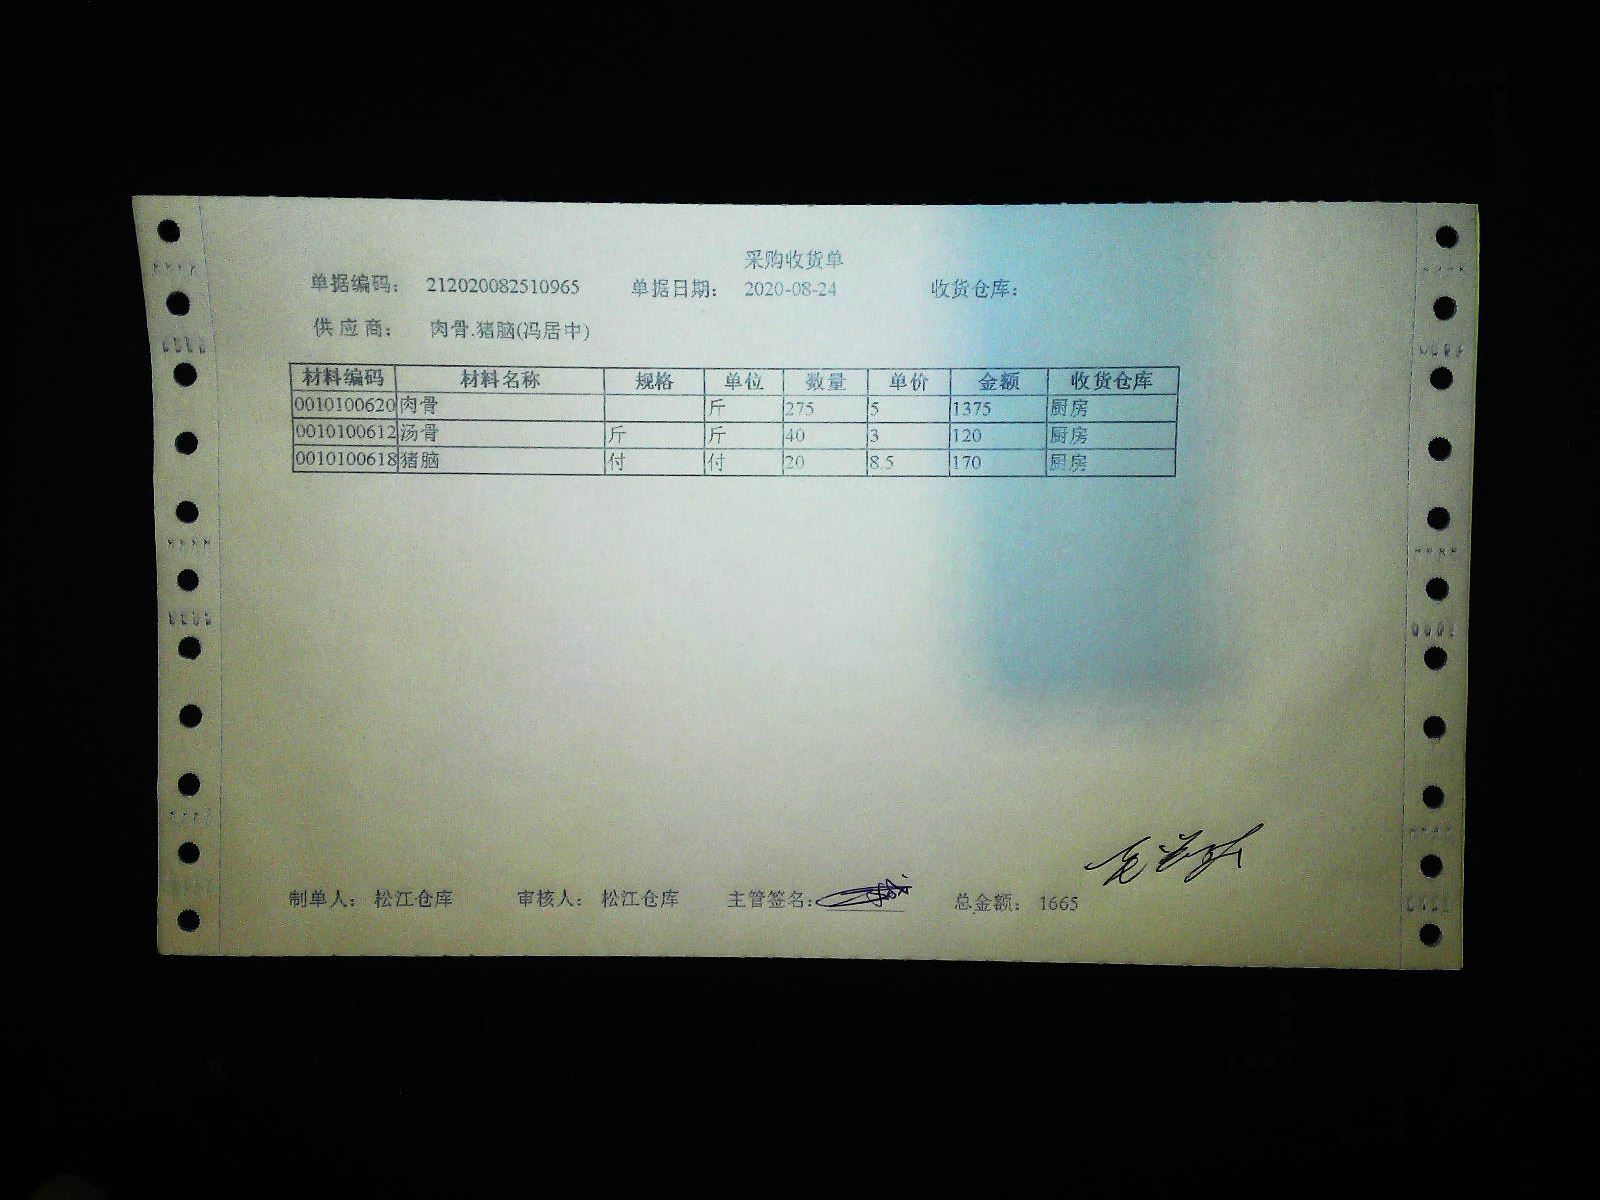 采购收货单
单据编码： 212020082510965 单据日期： 2020-08-24 收货仓库：
供应商： 肉骨.猪脑(冯居中)
材料编码 材料名称 规格 单位 数量 单价 金额 收货仓库
0010100620 肉骨 斤 275 5 1375 厨房
0010100612 汤骨 斤 斤 40 3 120 厨房
0010100618 猪脑 付 付 20 8.5 170 厨房
制单人： 松江仓库 审核人： 松江仓库 主管签名： 总金额： 1665